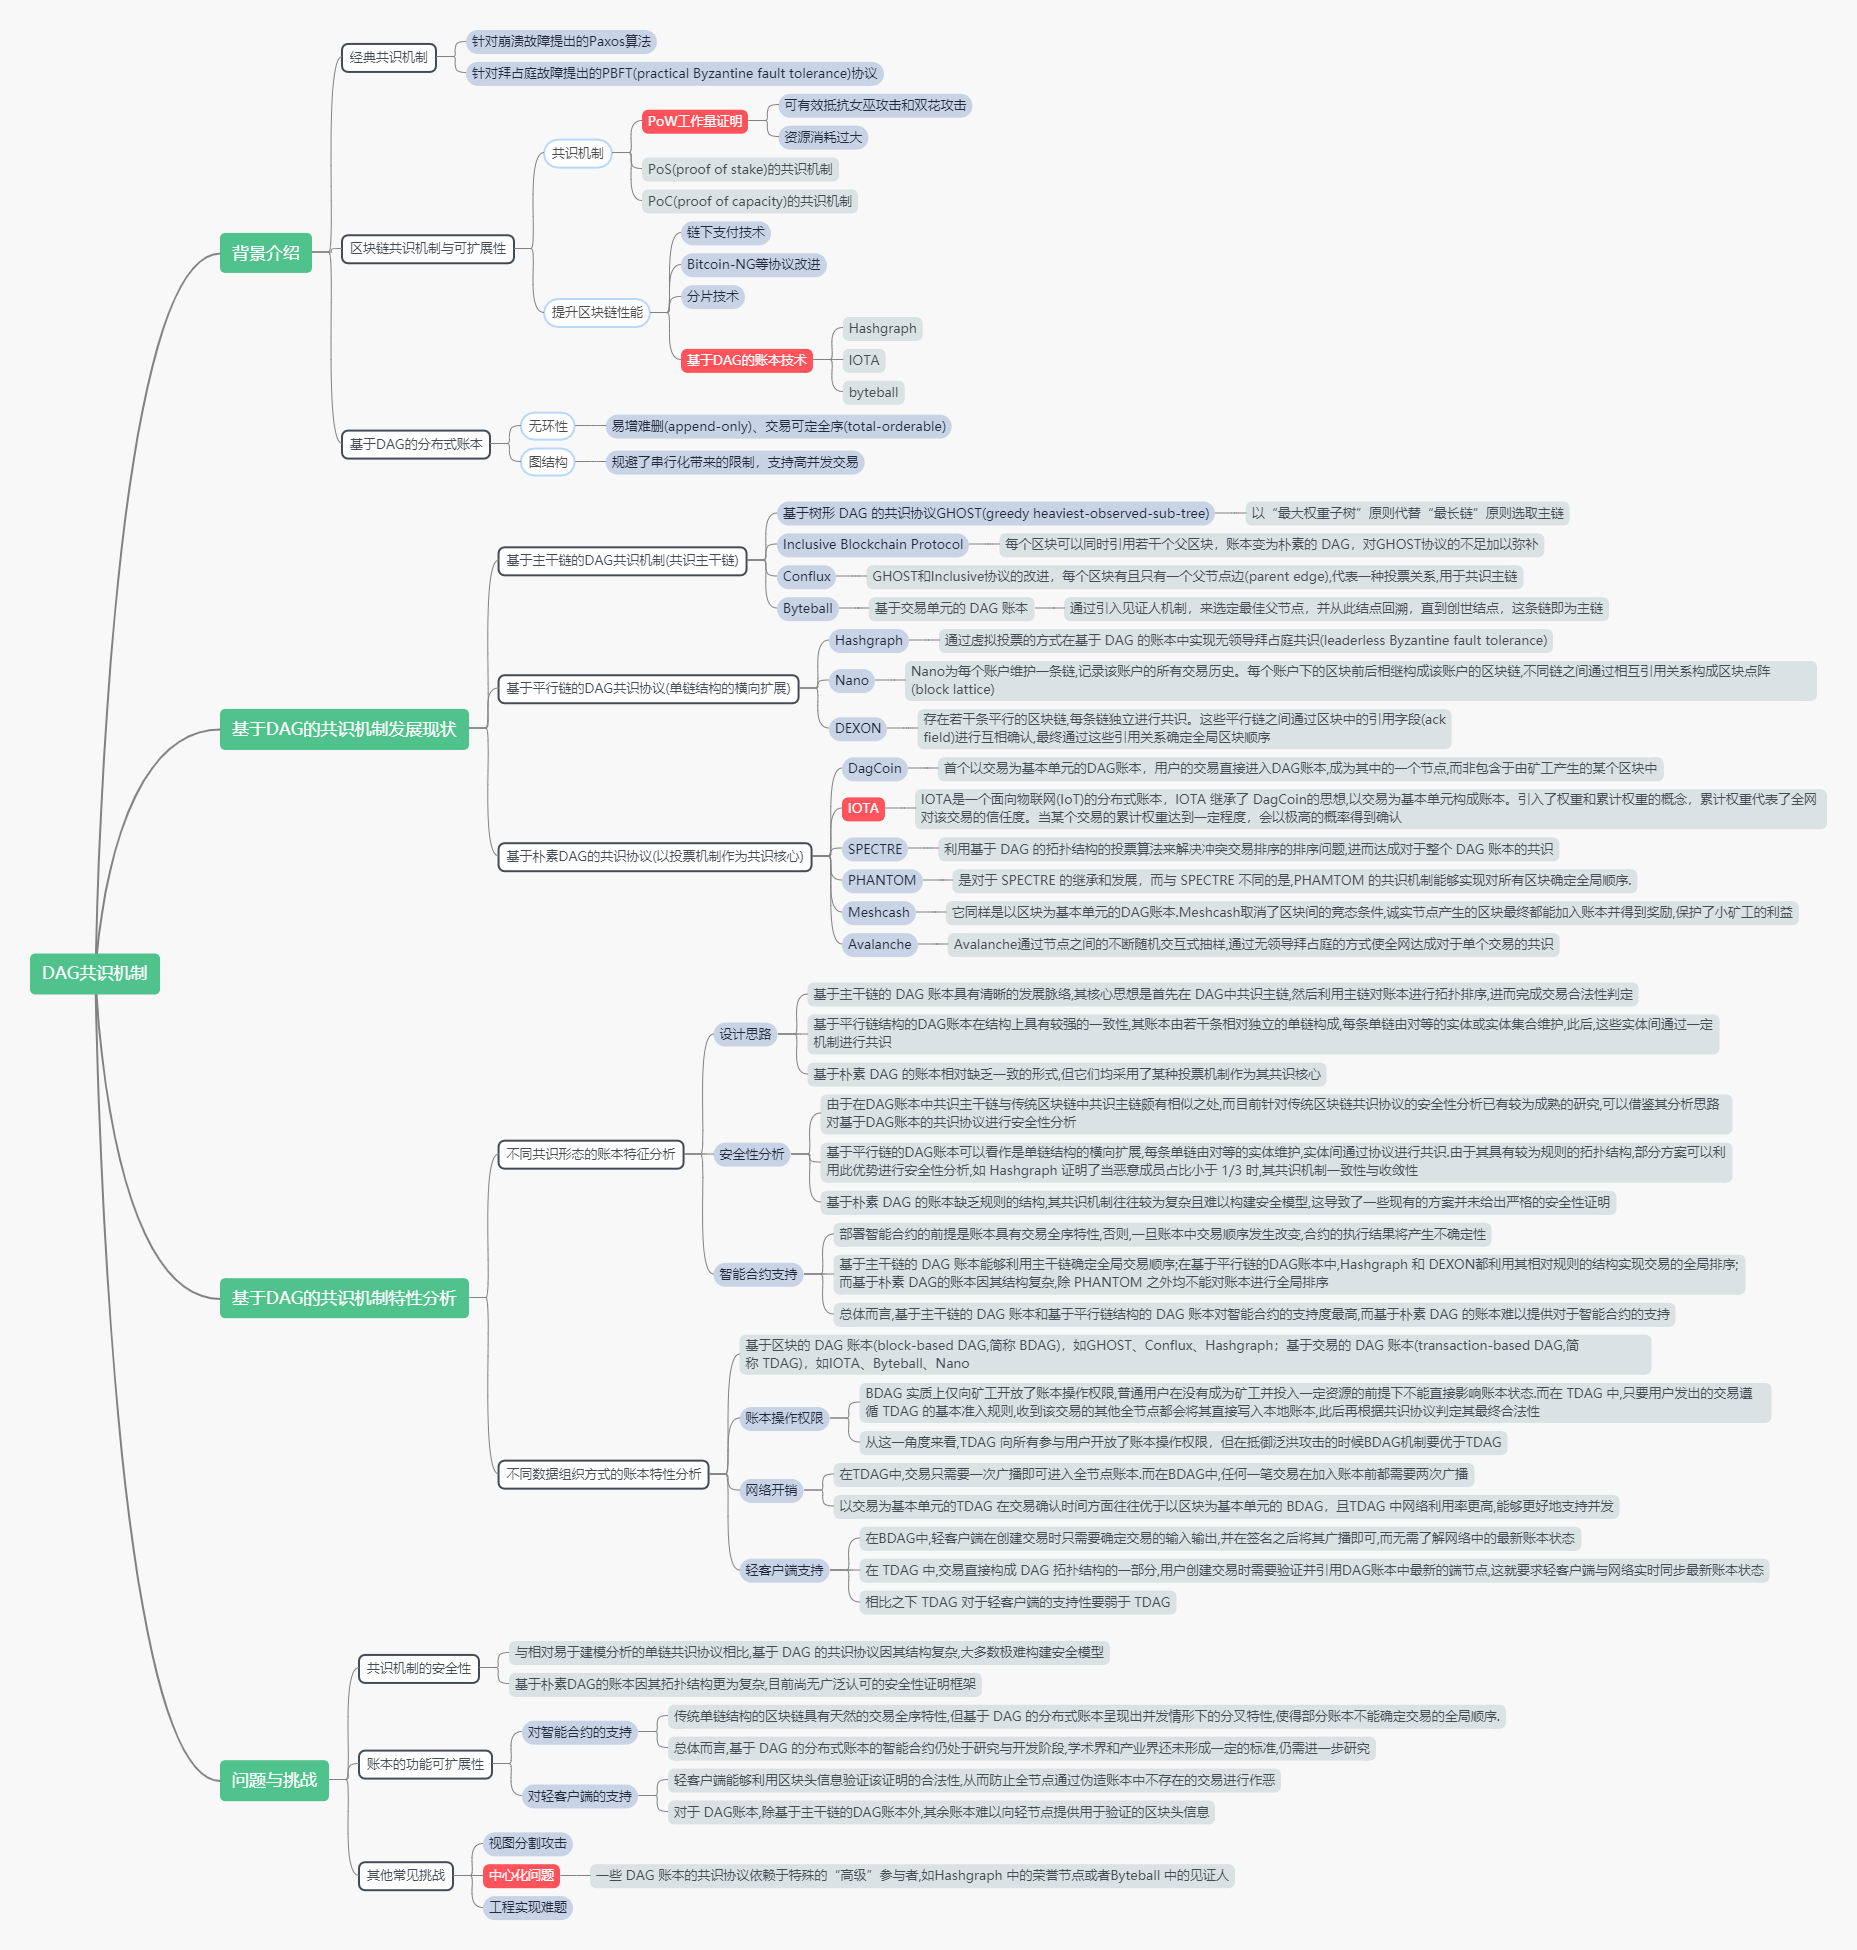 DAG共识机制
背景介绍
经典共识机制
针对崩溃故障提出的Paxos算法
针对拜占庭故障提出的PBFT(practical Byzantine fault tolerance)协议
区块链共识机制与可扩展性
共识机制
PoW工作量证明
可有效抵抗女巫攻击和双花攻击
资源消耗过大
PoS(proof of stake)的共识机制
PoC(proof of capacity)的共识机制
提升区块链性能
链下支付技术
Bitcoin-NG等协议改进
分片技术
基于DAG的账本技术
Hashgraph
IOTA
byteball
基于DAG的分布式账本
无环性
易增难删(append-only)、交易可定全序(total-orderable)
图结构
规避了串行化带来的限制，支持高并发交易
基于DAG的共识机制发展现状
基于主干链的DAG共识机制(共识主干链)
基于树形 DAG 的共识协议GHOST(greedy heaviest-observed-sub-tree)
以“最大权重子树”原则代替“最长链”原则选取主链
Inclusive Blockchain Protocol
每个区块可以同时引用若干个父区块，账本变为朴素的 DAG，对GHOST协议的不足加以弥补
Conflux
GHOST和Inclusive协议的改进，每个区块有且只有一个父节点边(parent edge),代表一种投票关系,用于共识主链
Byteball
基于交易单元的 DAG 账本
通过引入见证人机制，来选定最佳父节点，并从此结点回溯，直到创世结点，这条链即为主链
基于平行链的DAG共识协议(单链结构的横向扩展)
Hashgraph
通过虚拟投票的方式在基于 DAG 的账本中实现无领导拜占庭共识(leaderless Byzantine fault tolerance)
Nano
Nano为每个账户维护一条链,记录该账户的所有交易历史。每个账户下的区块前后相继构成该账户的区块链,不同链之间通过相互引用关系构成区块点阵
(block lattice)
DEXON
存在若干条平行的区块链,每条链独立进行共识。这些平行链之间通过区块中的引用字段(ack
field)进行互相确认,最终通过这些引用关系确定全局区块顺序
基于朴素DAG的共识协议(以投票机制作为共识核心)
DagCoin
首个以交易为基本单元的DAG账本，用户的交易直接进入DAG账本,成为其中的一个节点,而非包含于由矿工产生的某个区块中
IOTA
IOTA是一个面向物联网(IoT)的分布式账本，IOTA 继承了 DagCoin的思想,以交易为基本单元构成账本。引入了权重和累计权重的概念，累计权重代表了全网
对该交易的信任度。当某个交易的累计权重达到一定程度，会以极高的概率得到确认
SPECTRE
利用基于 DAG 的拓扑结构的投票算法来解决冲突交易排序的排序问题,进而达成对于整个 DAG 账本的共识
PHANTOM
是对于 SPECTRE 的继承和发展，而与 SPECTRE 不同的是,PHAMTOM 的共识机制能够实现对所有区块确定全局顺序.
Meshcash
它同样是以区块为基本单元的DAG账本.Meshcash取消了区块间的竞态条件,诚实节点产生的区块最终都能加入账本并得到奖励,保护了小矿工的利益
Avalanche
Avalanche通过节点之间的不断随机交互式抽样,通过无领导拜占庭的方式使全网达成对于单个交易的共识
基于DAG的共识机制特性分析
不同共识形态的账本特征分析
设计思路
基于主干链的 DAG 账本具有清晰的发展脉络,其核心思想是首先在 DAG中共识主链,然后利用主链对账本进行拓扑排序,进而完成交易合法性判定
基于平行链结构的DAG账本在结构上具有较强的一致性,其账本由若干条相对独立的单链构成,每条单链由对等的实体或实体集合维护,此后,这些实体间通过一定
机制进行共识
基于朴素 DAG 的账本相对缺乏一致的形式,但它们均采用了某种投票机制作为其共识核心
安全性分析
由于在DAG账本中共识主干链与传统区块链中共识主链颇有相似之处,而目前针对传统区块链共识协议的安全性分析已有较为成熟的研究,可以借鉴其分析思路
对基于DAG账本的共识协议进行安全性分析
基于平行链的DAG账本可以看作是单链结构的横向扩展,每条单链由对等的实体维护,实体间通过协议进行共识.由于其具有较为规则的拓扑结构,部分方案可以利
用此优势进行安全性分析,如 Hashgraph 证明了当恶意成员占比小于 1/3 时,其共识机制一致性与收敛性
基于朴素 DAG 的账本缺乏规则的结构,其共识机制往往较为复杂且难以构建安全模型,这导致了一些现有的方案并未给出严格的安全性证明
智能合约支持
部署智能合约的前提是账本具有交易全序特性,否则,一旦账本中交易顺序发生改变,合约的执行结果将产生不确定性
基于主干链的 DAG 账本能够利用主干链确定全局交易顺序;在基于平行链的DAG账本中,Hashgraph 和 DEXON都利用其相对规则的结构实现交易的全局排序;
而基于朴素 DAG的账本因其结构复杂,除 PHANTOM 之外均不能对账本进行全局排序
总体而言,基于主干链的 DAG 账本和基于平行链结构的 DAG 账本对智能合约的支持度最高,而基于朴素 DAG 的账本难以提供对于智能合约的支持
不同数据组织方式的账本特性分析
基于区块的 DAG 账本(block-based DAG,简称 BDAG)，如GHOST、Conflux、Hashgraph；基于交易的 DAG 账本(transaction-based DAG,简
称 TDAG)，如IOTA、Byteball、Nano
账本操作权限
BDAG 实质上仅向矿工开放了账本操作权限,普通用户在没有成为矿工并投入一定资源的前提下不能直接影响账本状态.而在 TDAG 中,只要用户发出的交易遵
循 TDAG 的基本准入规则,收到该交易的其他全节点都会将其直接写入本地账本,此后再根据共识协议判定其最终合法性
从这一角度来看,TDAG 向所有参与用户开放了账本操作权限，但在抵御泛洪攻击的时候BDAG机制要优于TDAG
网络开销
在TDAG中,交易只需要一次广播即可进入全节点账本.而在BDAG中,任何一笔交易在加入账本前都需要两次广播
以交易为基本单元的TDAG 在交易确认时间方面往往优于以区块为基本单元的 BDAG，且TDAG 中网络利用率更高,能够更好地支持并发
轻客户端支持
在BDAG中,轻客户端在创建交易时只需要确定交易的输入输出,并在签名之后将其广播即可,而无需了解网络中的最新账本状态
在 TDAG 中,交易直接构成 DAG 拓扑结构的一部分,用户创建交易时需要验证并引用DAG账本中最新的端节点,这就要求轻客户端与网络实时同步最新账本状态
相比之下 TDAG 对于轻客户端的支持性要弱于 TDAG
问题与挑战
共识机制的安全性
与相对易于建模分析的单链共识协议相比,基于 DAG 的共识协议因其结构复杂,大多数极难构建安全模型
基于朴素DAG的账本因其拓扑结构更为复杂,目前尚无广泛认可的安全性证明框架
账本的功能可扩展性
对智能合约的支持
传统单链结构的区块链具有天然的交易全序特性,但基于 DAG 的分布式账本呈现出并发情形下的分叉特性,使得部分账本不能确定交易的全局顺序.
总体而言,基于 DAG 的分布式账本的智能合约仍处于研究与开发阶段,学术界和产业界还未形成一定的标准,仍需进一步研究
对轻客户端的支持
轻客户端能够利用区块头信息验证该证明的合法性,从而防止全节点通过伪造账本中不存在的交易进行作恶
对于 DAG账本,除基于主干链的DAG账本外,其余账本难以向轻节点提供用于验证的区块头信息
其他常见挑战
视图分割攻击
中心化问题
一些 DAG 账本的共识协议依赖于特殊的“高级”参与者,如Hashgraph 中的荣誉节点或者Byteball 中的见证人
工程实现难题